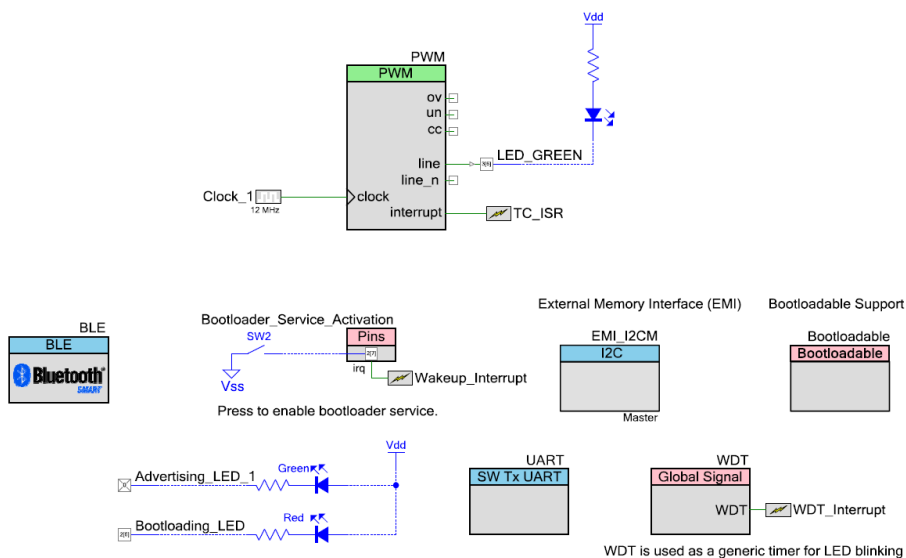 Vdd
PWM
PWM
ov
un
cc
line
LED_GREEN
line_n
Clock_1
12 MHz
clock
interrupt
TC_ISR
External Memory Interface (EMI)
Bootloadable Support
BLE
BLE
Bluetooth
SMART
Bootloader_Service_Activation
SW2
Pins
2[7]
irq
Vss
Wakeup_Interrupt
Press to enable bootloader service.
EMI_I2CM
I2C
Master
Bootloadable
Bootloadable
Vdd
Advertising_LED_1
Green
Bootloading_LED
Red
UART
SW Tx UART
WDT
Global Signal
WDT
WDT_Interrupt
WDT is used as a generic timer for LED blinking